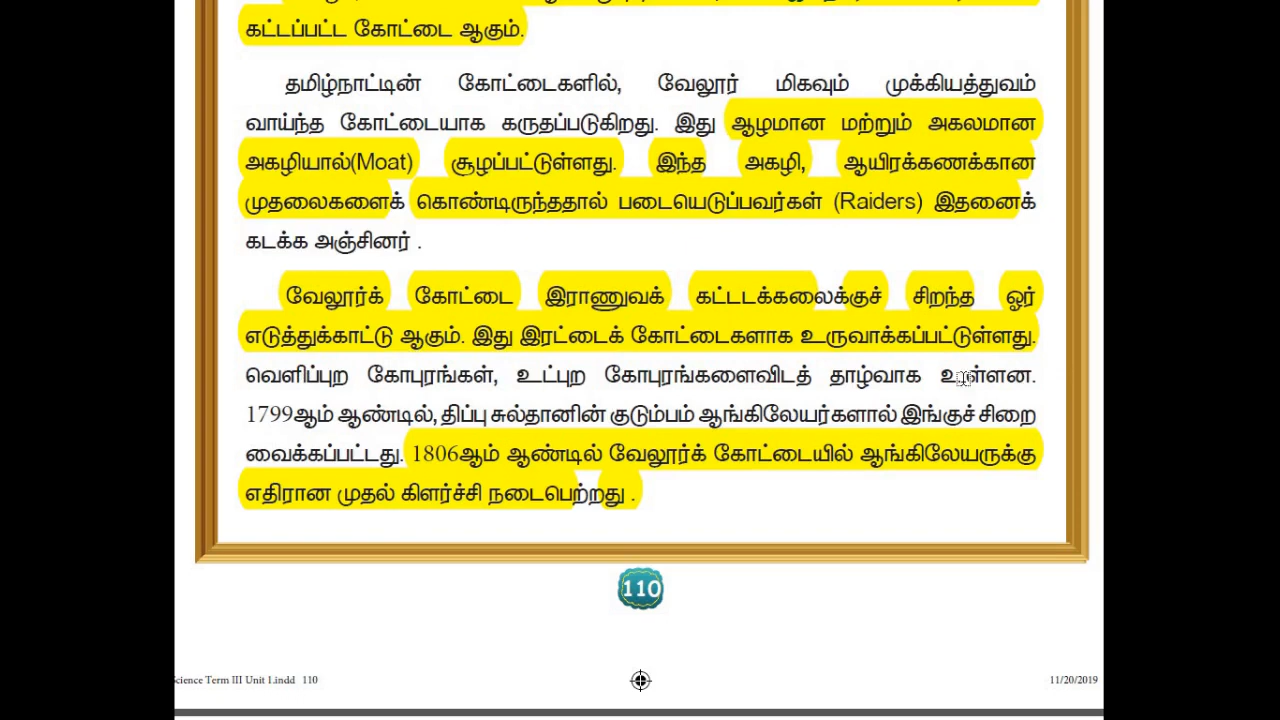 கட்டப்பட்ட கோட்டை ஆகும்.
தமிழ்நாட்டின் கோட்டைகளில், வேலூர் மிகவும் முக்கியத்துவம்
வாய்ந்த கோட்டையாக கருதப்படுகிறது. இது ஆழமான மற்றும் அகலமான
அகழியால்(Moat) சூழப்பட்டுள்ளது. இந்த அகழி, ஆயிரக்கணக்கான
முதலைகளைக் கொண்டிருந்ததால் படையெடுப்பவர்கள் (Raiders) இதனைக்
கடக்க அஞ்சினர் .
வேலூர்க் கோட்டை இராணுவக் கட்டடக்கலைக்குச் சிறந்த ஓர்
எடுத்துக்காட்டு ஆகும். இது இரட்டைக் கோட்டைகளாக உருவாக்கப்பட்டுள்ளது.
வெளிப்புற கோபுரங்கள், உட்புற கோபுரங்களைவிடத் தாழ்வாக உள்ளன.
1799ஆம் ஆண்டில், திப்பு சுல்தானின் குடும்பம் ஆங்கிலேயர்களால் இங்குச் சிறை
வைக்கப்பட்டது. 1806ஆம் ஆண்டில் வேலூர்க் கோட்டையில் ஆங்கிலேயருக்கு
எதிரான முதல் கிளர்ச்சி நடைபெற்றது .
110
Science Term III Unit 1.indd 110
11/20/2019